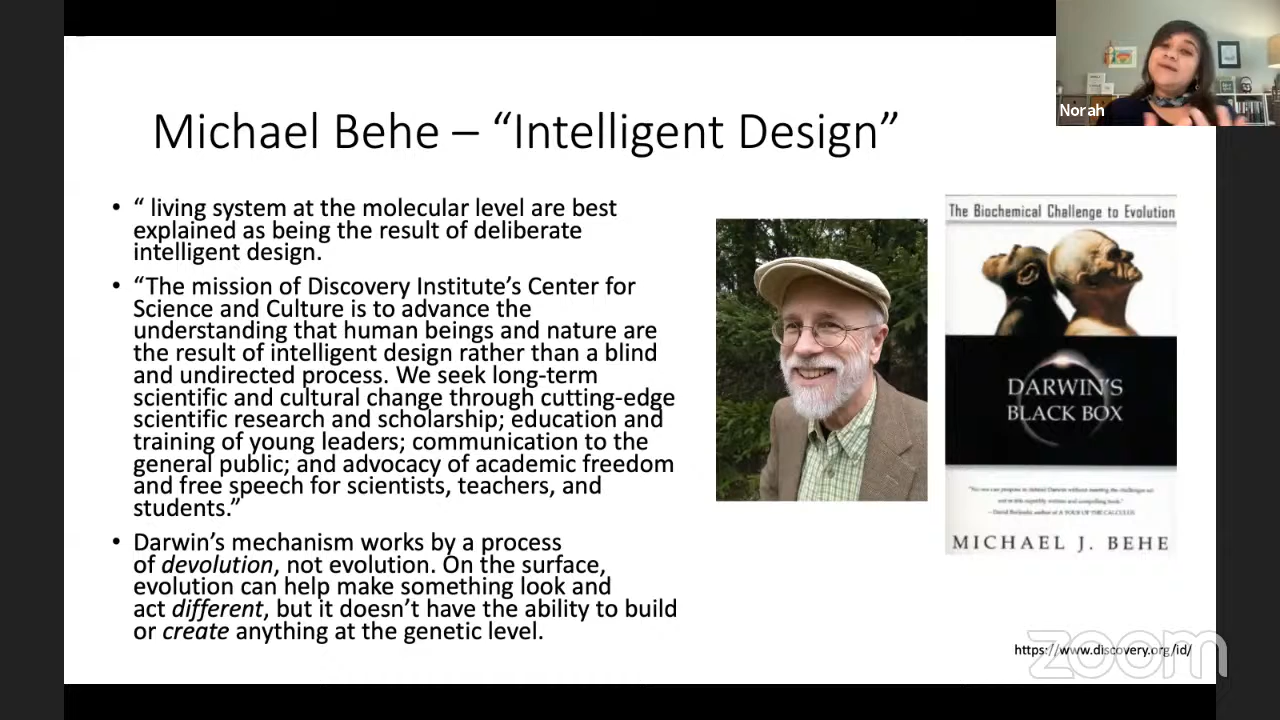 Norah
Michael Behe – “Intelligent Design”
• “ living system at the molecular level are best
explained as being the result of deliberate
intelligent design.
• “The mission of Discovery Institute’s Center for
Science and Culture is to advance the
understanding that human beings and nature are
the result of intelligent design rather than a blind
and undirected process. We seek long-term
scientific and cultural change through cutting-edge
scientific research and scholarship; education and
training of young leaders; communication to the
general public; and advocacy of academic freedom
and free speech for scientists, teachers, and
students.”
• Darwin’s mechanism works by a process
of devolution, not evolution. On the surface,
evolution can help make something look and
act different, but it doesn’t have the ability to build
or create anything at the genetic level.
The Biochemical Challenge to Evolution
DARWIN'S
BLACK BOX
MICHAEL J. BEHE
https://www.discovery.org/id/
zoom